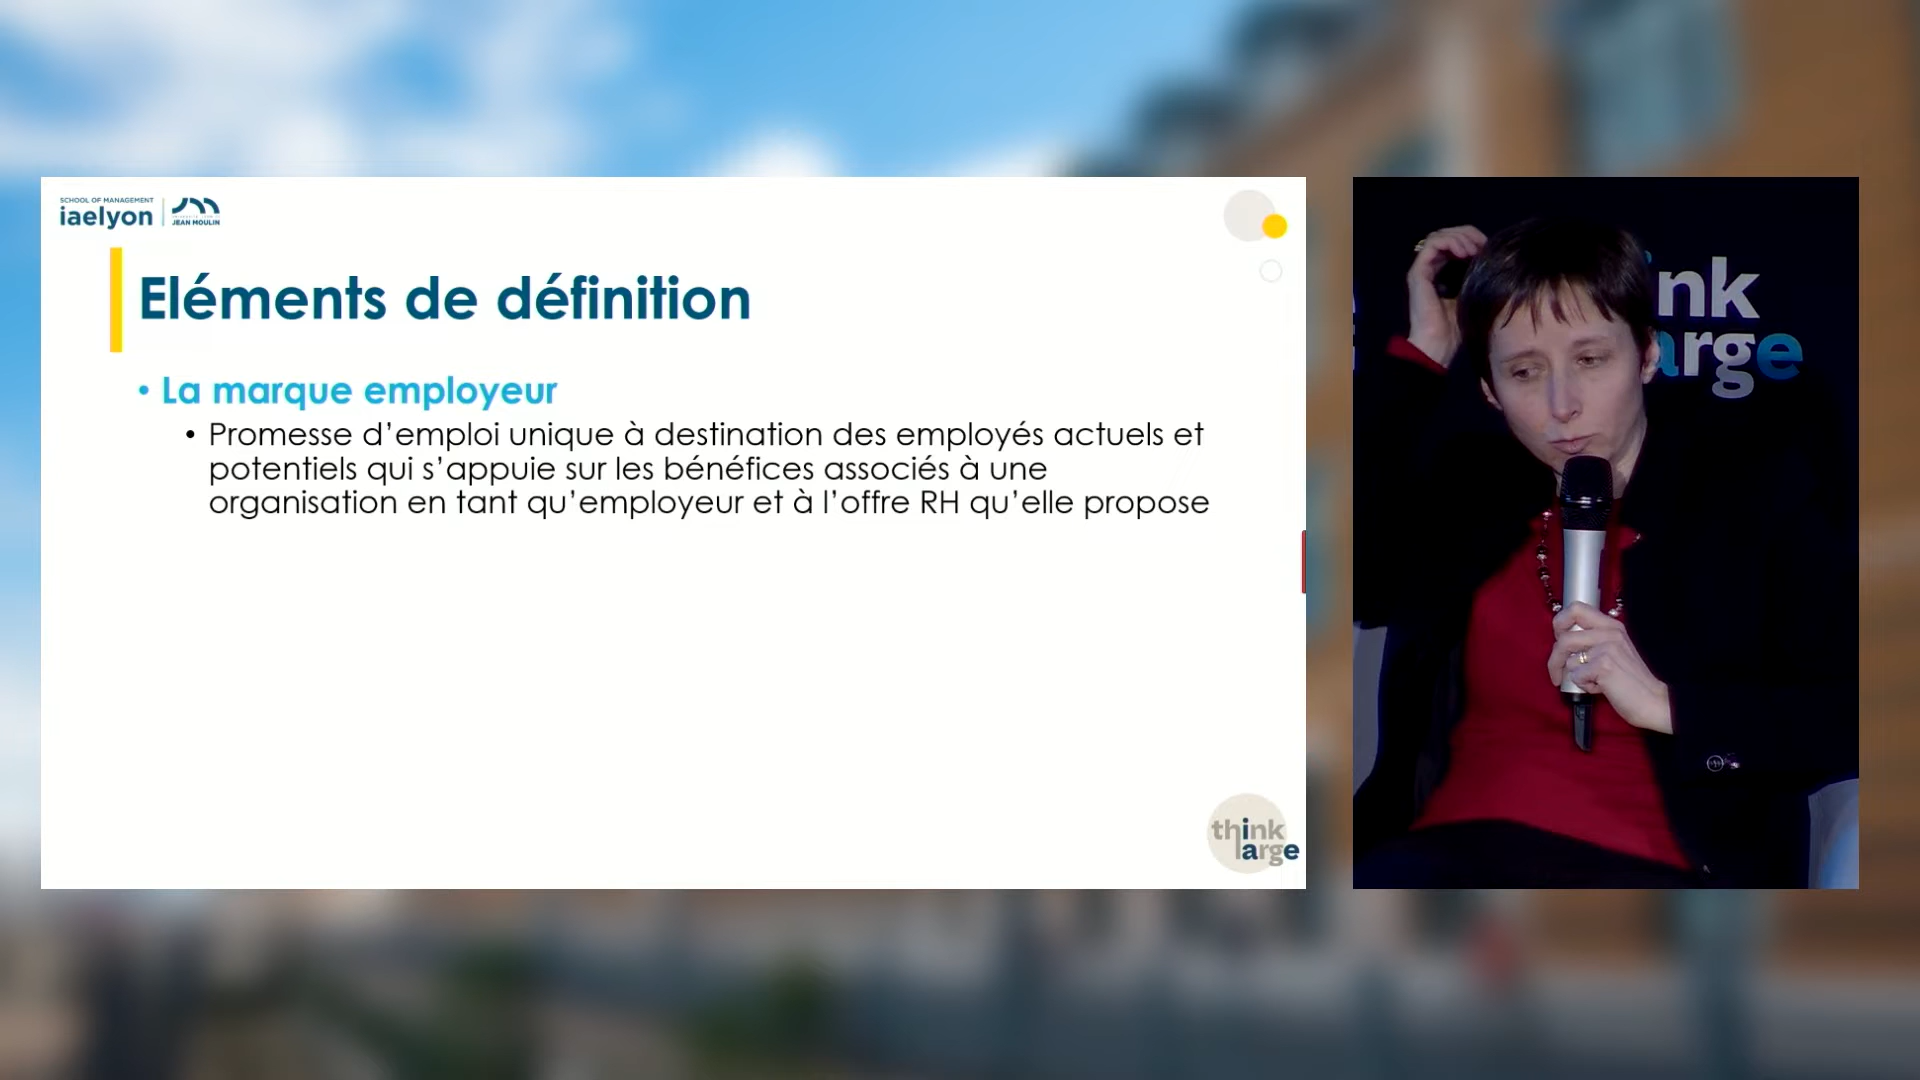 SCHOOL OF MANAGEMENT
iaelyon
JEAN MOULIN
Eléments de définition
• La marque employeur
• Promesse d’emploi unique à destination des employés actuels et
potentiels qui s’appuie sur les bénéfices associés à une
organisation en tant qu’employeur et à l’offre RH qu’elle propose
think
large
ink
arge